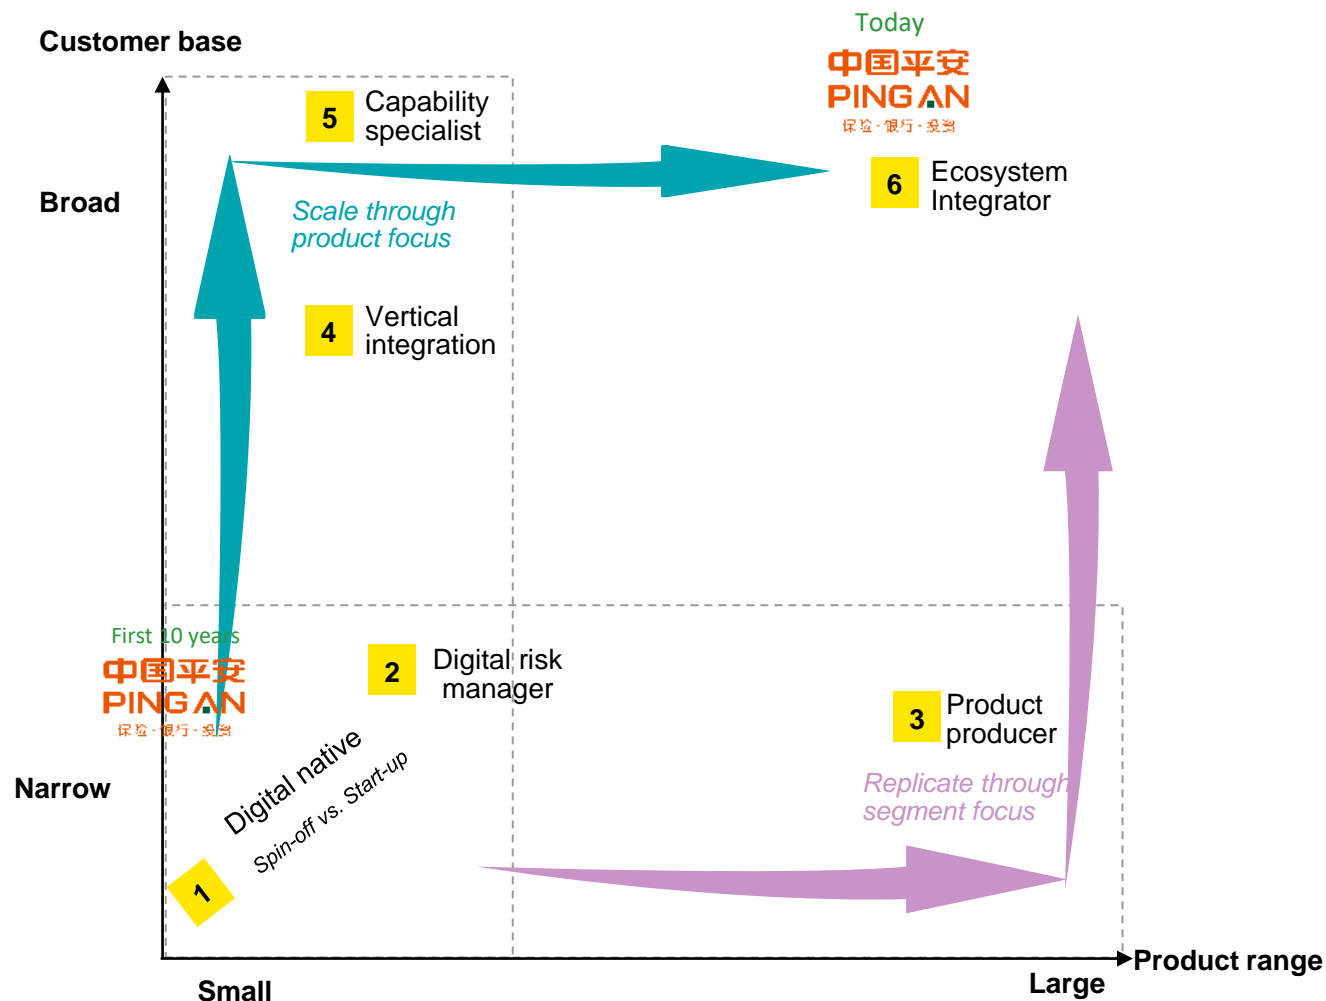 Customer base
Today
中国平安
PING AN
保险·银行·投资
5
Capability
specialist
6
Ecosystem
Integrator
Broad
Scale through
product focus
4
Vertical
integration
First 10 years
中国平安
PING AN
保险·银行·投资
2
Digital risk
manager
3
Product
producer
Digital native
Spin-off vs. Start-up
Narrow
Replicate through
segment focus
1
Product range
Small
Large